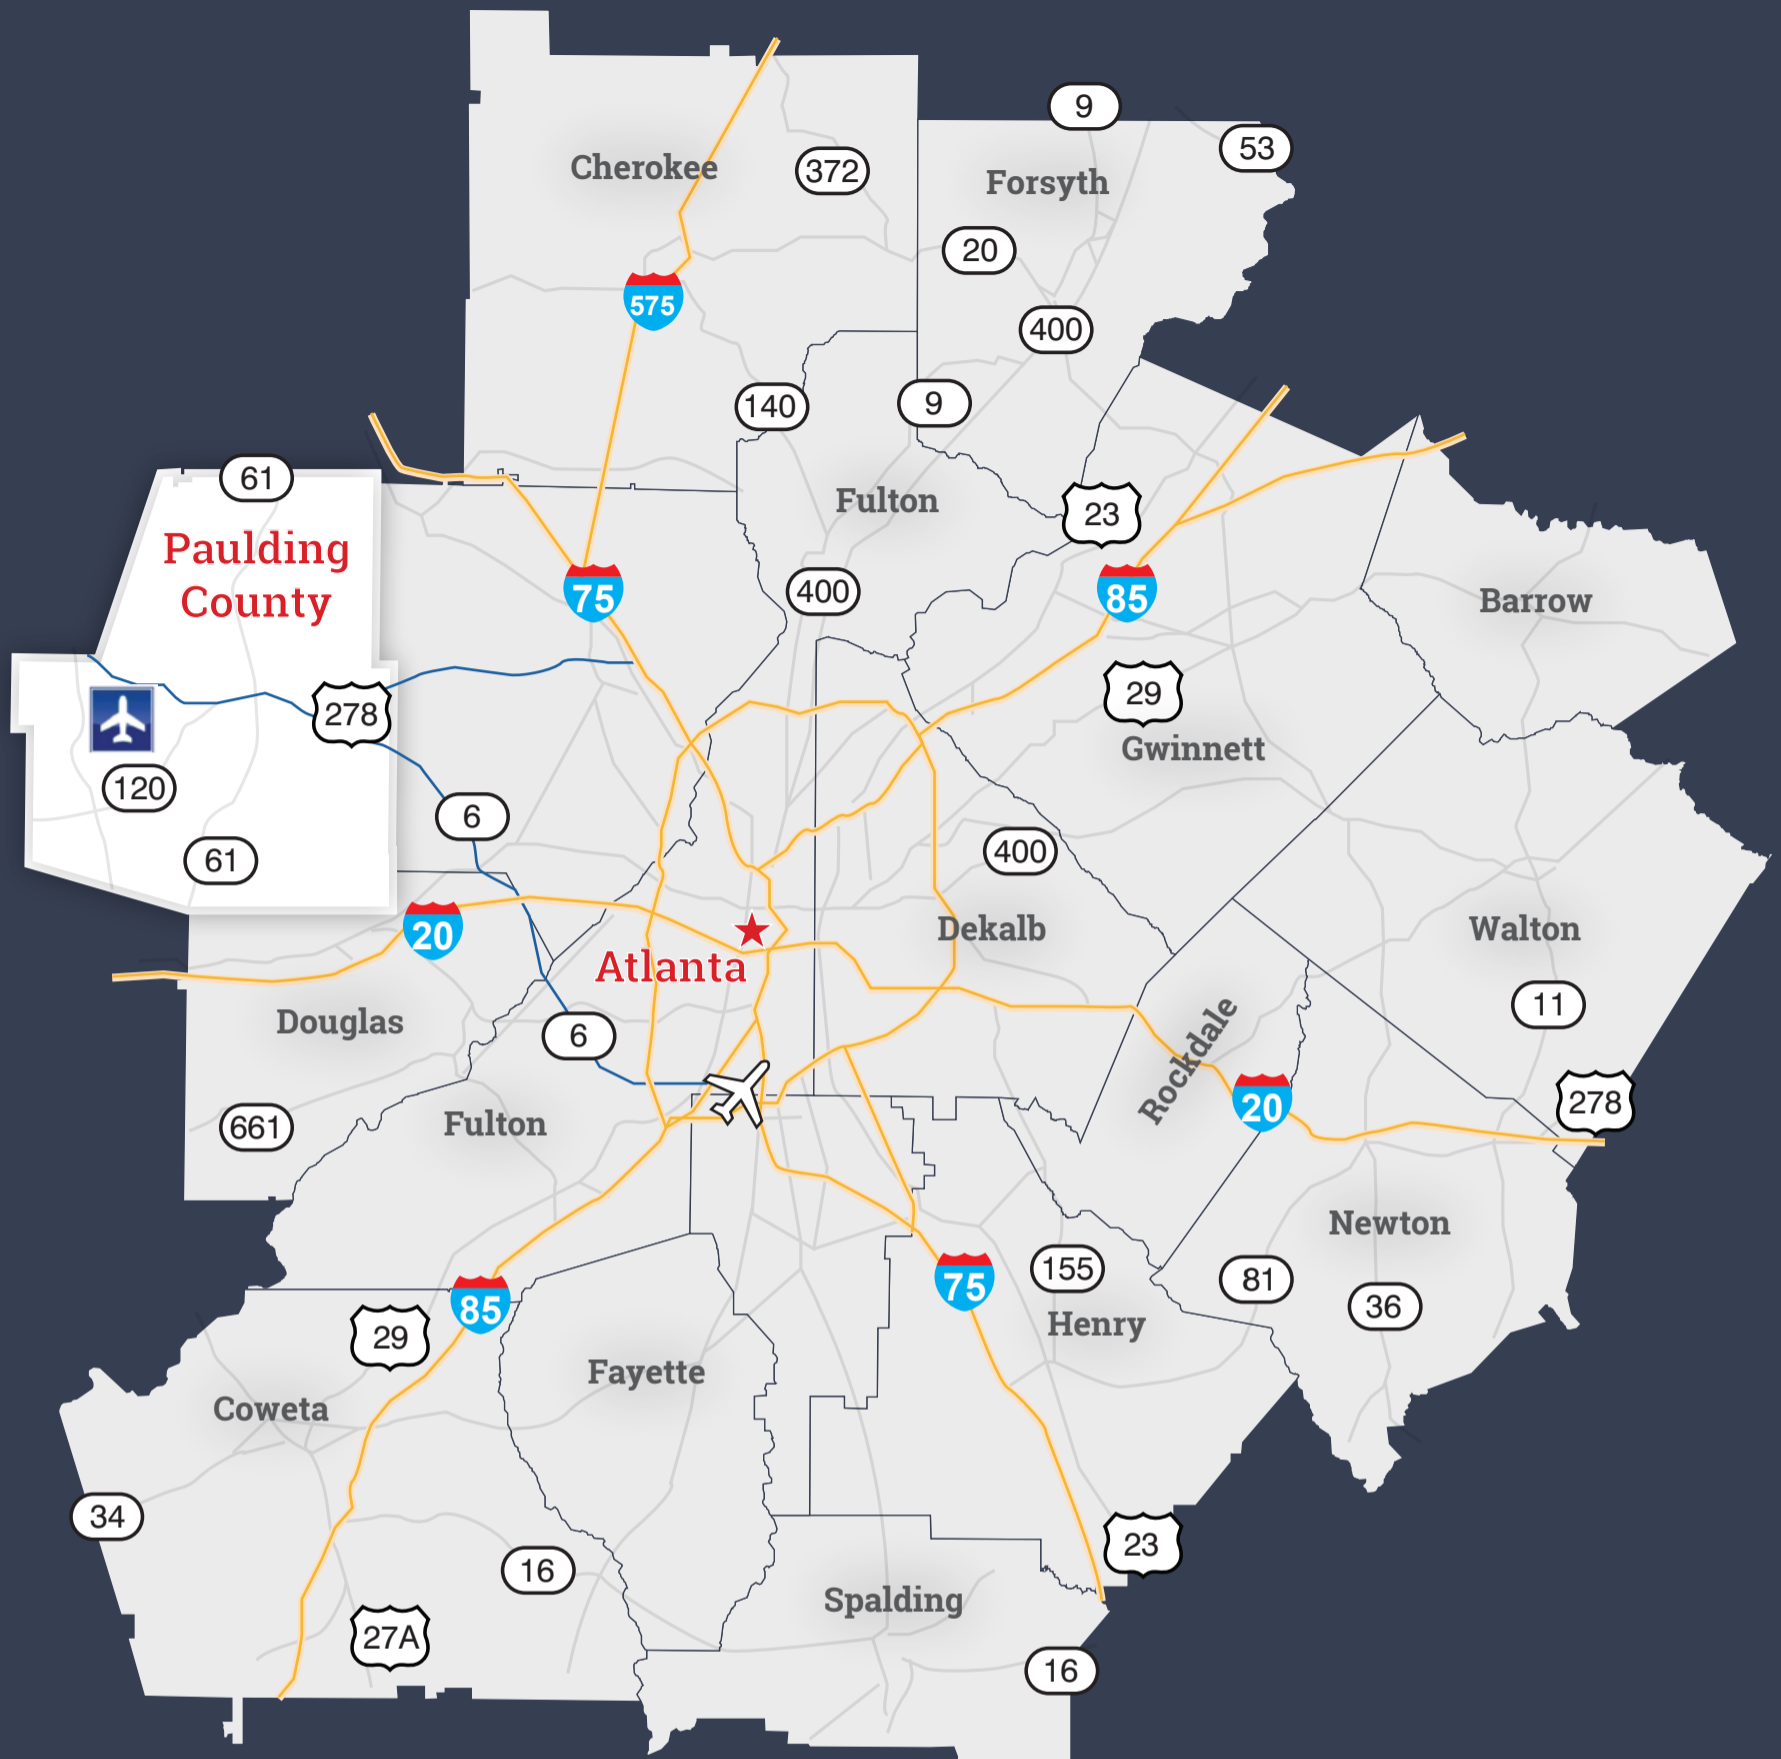 9
53
Cherokee
372
Forsyth
20
575
400
140
9
61
Fulton
23
Paulding
County
75
400
85
Barrow
278
29
Gwinnett
120
6
61
400
20
Dekalb
Walton
Atlanta
11
Douglas
6
Rockdale
20
278
661
Fulton
Newton
155
75
81
85
36
29
Henry
Fayette
Coweta
34
23
16
Spalding
27A
16